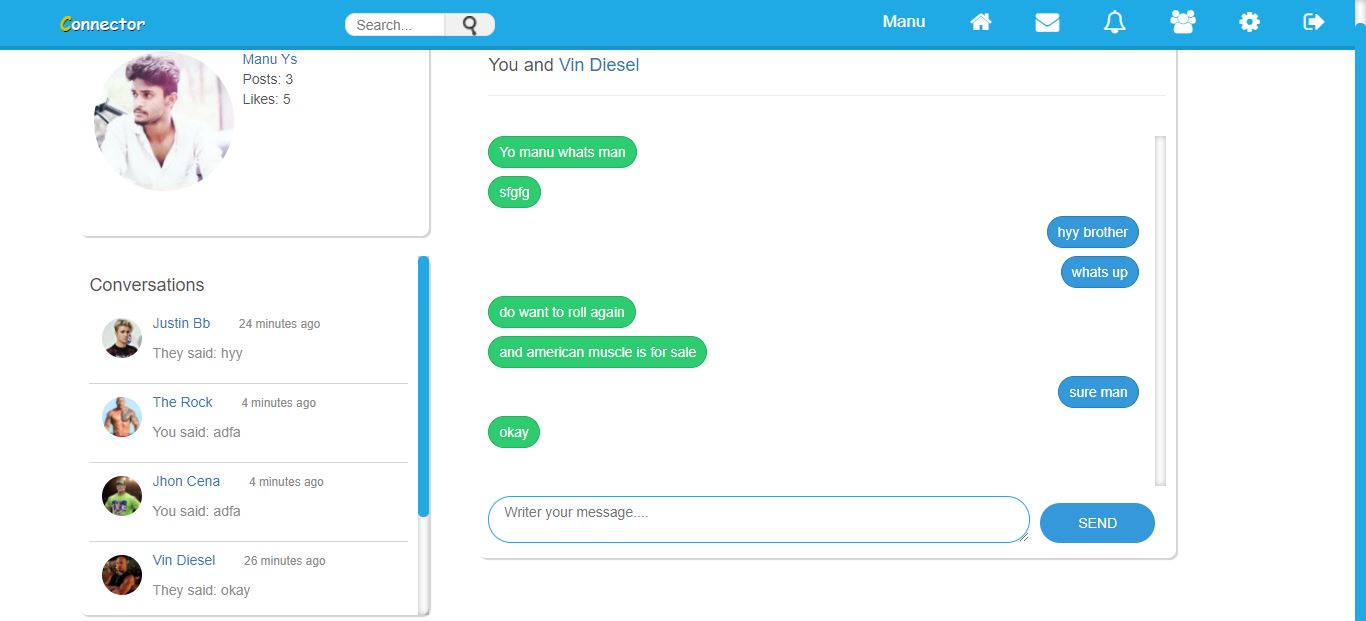 Connector
Search...
Manu
Manu Ys
Posts: 3
Likes: 5
Conversations
Justin Bb 24 minutes ago
They said: hyy
The Rock 4 minutes ago
You said: adfa
Jhon Cena 4 minutes ago
You said: adfa
Vin Diesel 26 minutes ago
They said: okay
You and Vin Diesel
Yo manu whats man
sfgfg
hyy brother
whats up
do want to roll again
and american muscle is for sale
sure man
okay
Writer your message....
SEND